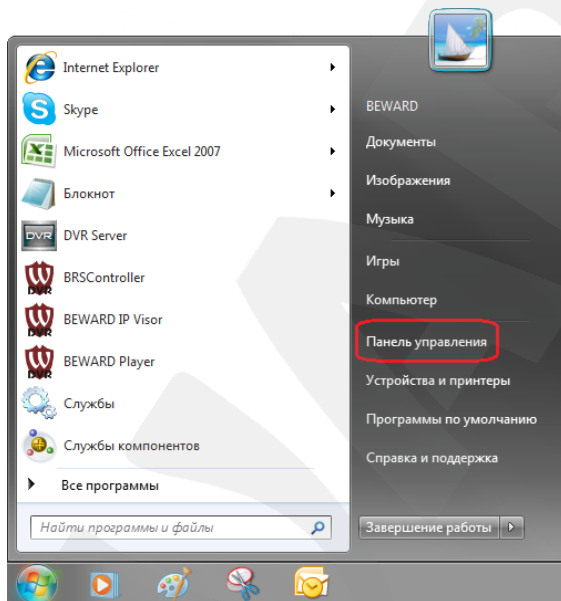 Internet Explorer
Skype
Microsoft Office Excel 2007
Блокнот
DVR Server
BRSController
BEWARD IP Visor
BEWARD Player
Службы
Службы компонентов
Все программы
Найти программы и файлы
BEWARD
Документы
Изображения
Музыка
Игры
Компьютер
Панель управления
Устройства и принтеры
Программы по умолчанию
Справка и поддержка
Завершение работы